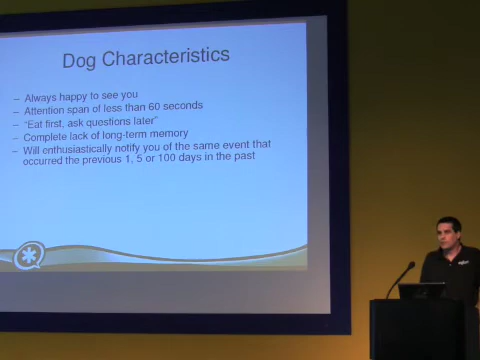 Dog Characteristics
– Always happy to see you
– Attention span of less than 60 seconds
– "Eat first, ask questions later"
– Complete lack of long-term memory
– Will enthusiastically notify you of the same event that
occurred the previous 1, 5 or 100 days in the past